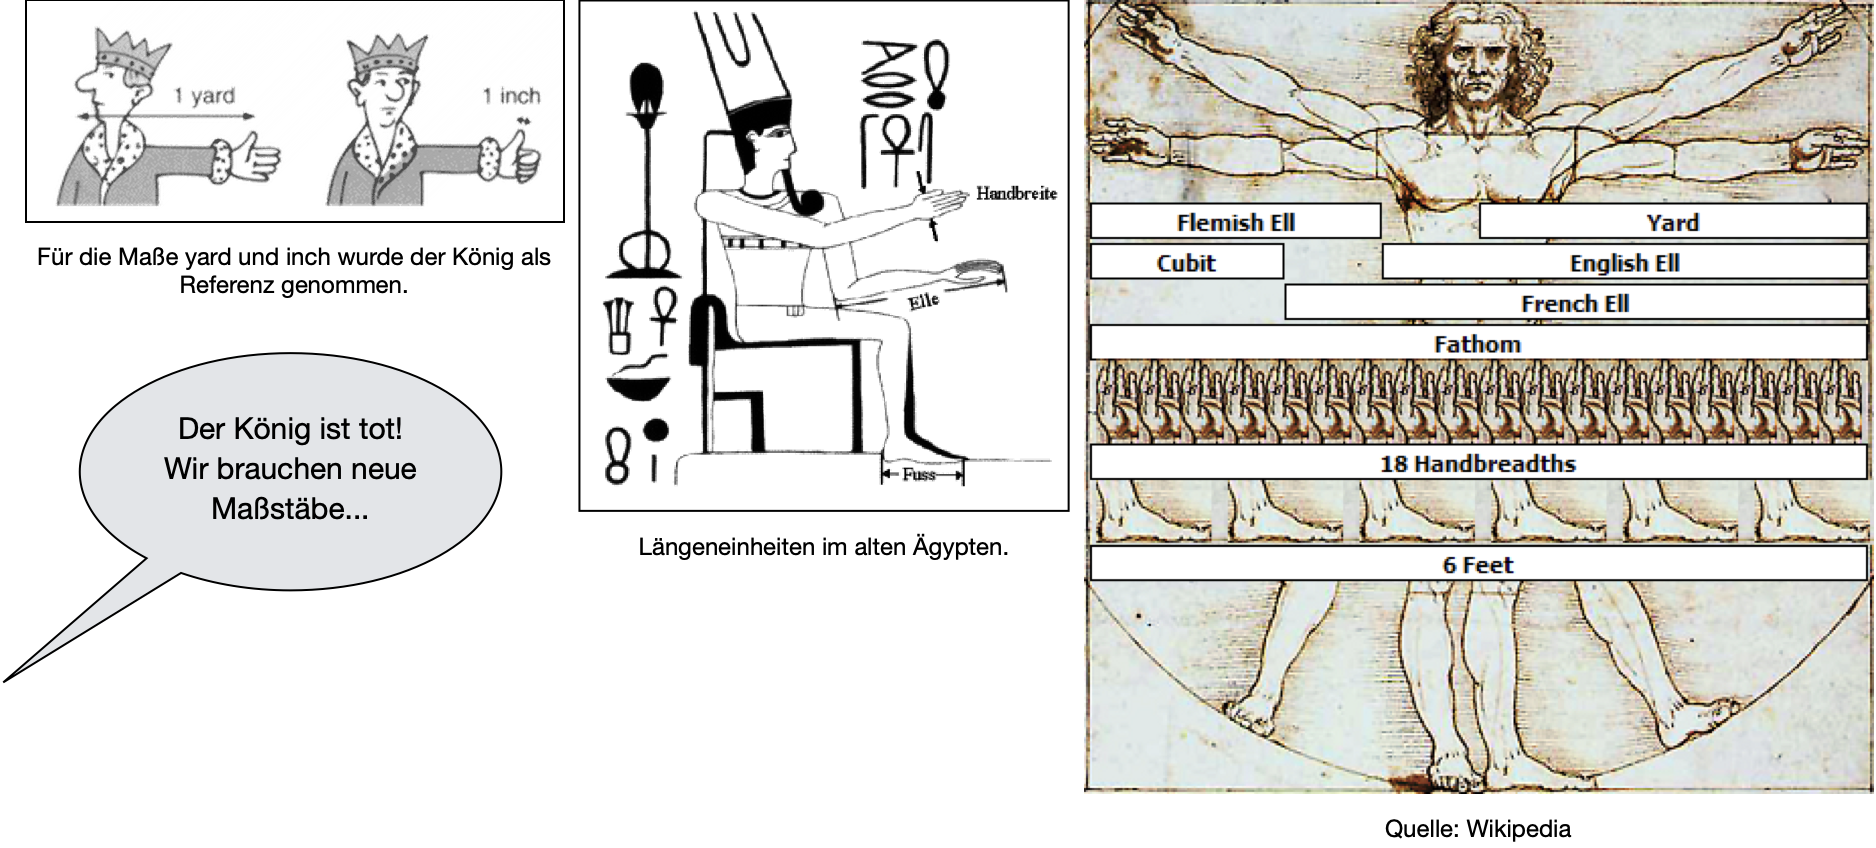 1 yard
1 inch
Für die Maße yard und inch wurde der König als
Referenz genommen.
Der König ist tot!
Wir brauchen neue
Maßstäbe...
Handbreite
Elle
Fuss
Längeneinheiten im alten Ägypten.
Flemish Ell
Yard
Cubit
English Ell
French Ell
Fathom
18 Handbreadths
6 Feet
Quelle: Wikipedia